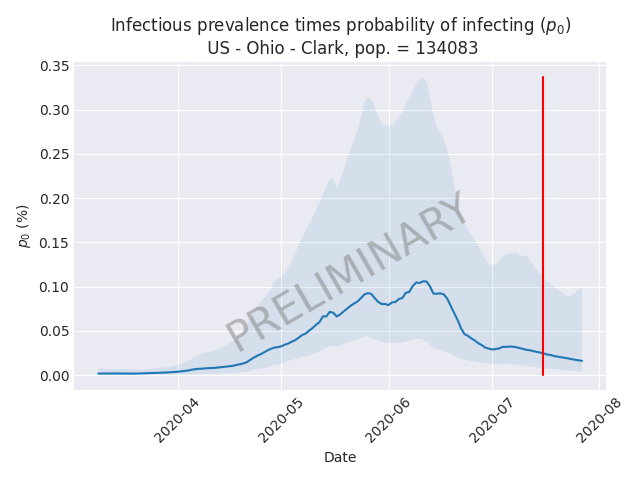 Infectious prevalence times probability of infecting (p₀)
US - Ohio - Clark, pop. = 134083
0.35
0.30
0.25
0.20
0.15
0.10
0.05
0.00
p₀ (%)
PRELIMINARY
2020-04
2020-05
2020-06
2020-07
2020-08
Date